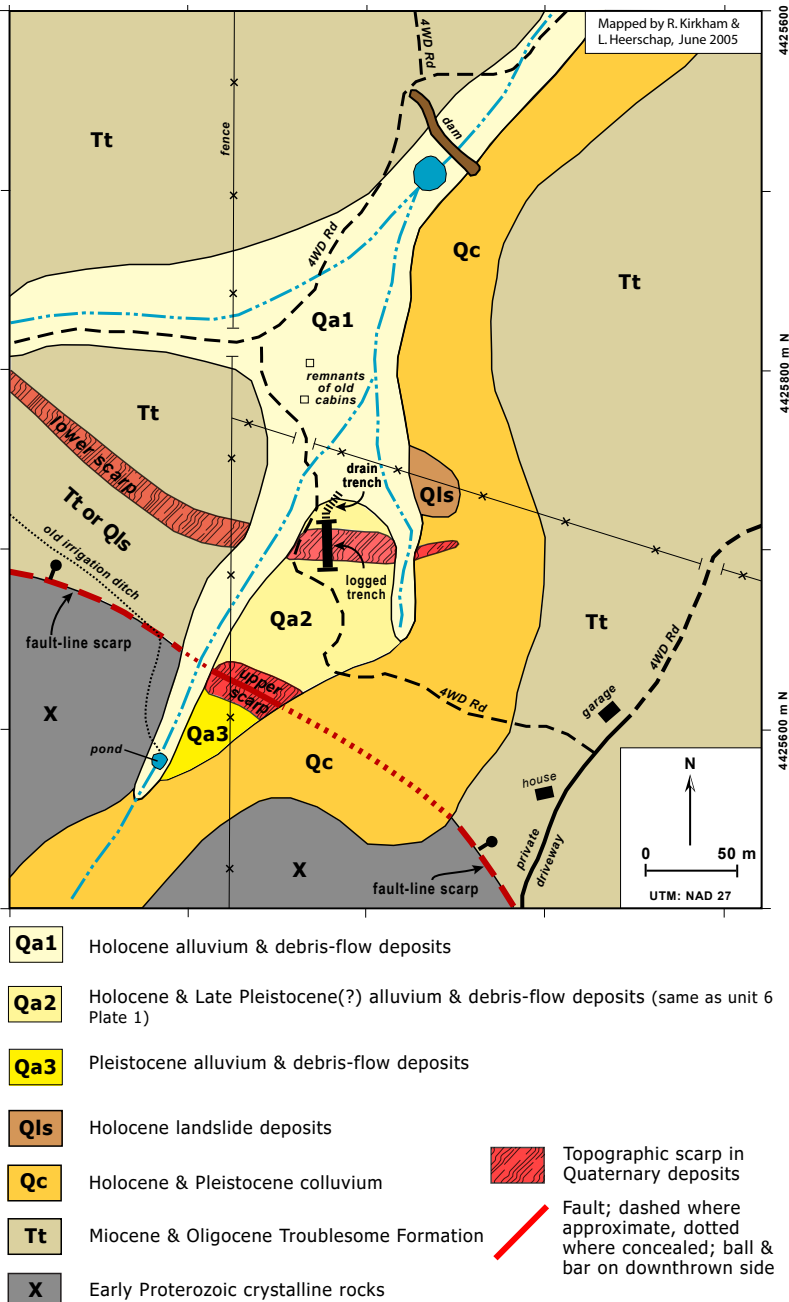 Mapped by R. Kirkham &
L. Heerschap, June 2005
4425600
4WD Rd
dam
Tt
fence
4WD Rd
Qc
Tt
Qa1
remnants
of old
cabins
4425800 m N
Tt
lower scarp
drain
trench
Qls
Tt or Qls
old irrigation ditch
logged
trench
Qa2
fault-line scarp
Tt
4WD Rd
upper
scarp
4WD Rd
garage
X
Qa3
pond
Qc
4425600 m N
N
house
0 50 m
UTM: NAD 27
private
driveway
X
fault-line scarp
Qa1 Holocene alluvium & debris-flow deposits
Qa2 Holocene & Late Pleistocene(?) alluvium & debris-flow deposits (same as unit 6
Plate 1)
Qa3 Pleistocene alluvium & debris-flow deposits
Qls Holocene landslide deposits
Qc Holocene & Pleistocene colluvium
Tt Miocene & Oligocene Troublesome Formation
X Early Proterozoic crystalline rocks
Topographic scarp in
Quaternary deposits
Fault; dashed where
approximate, dotted
where concealed; ball &
bar on downthrown side